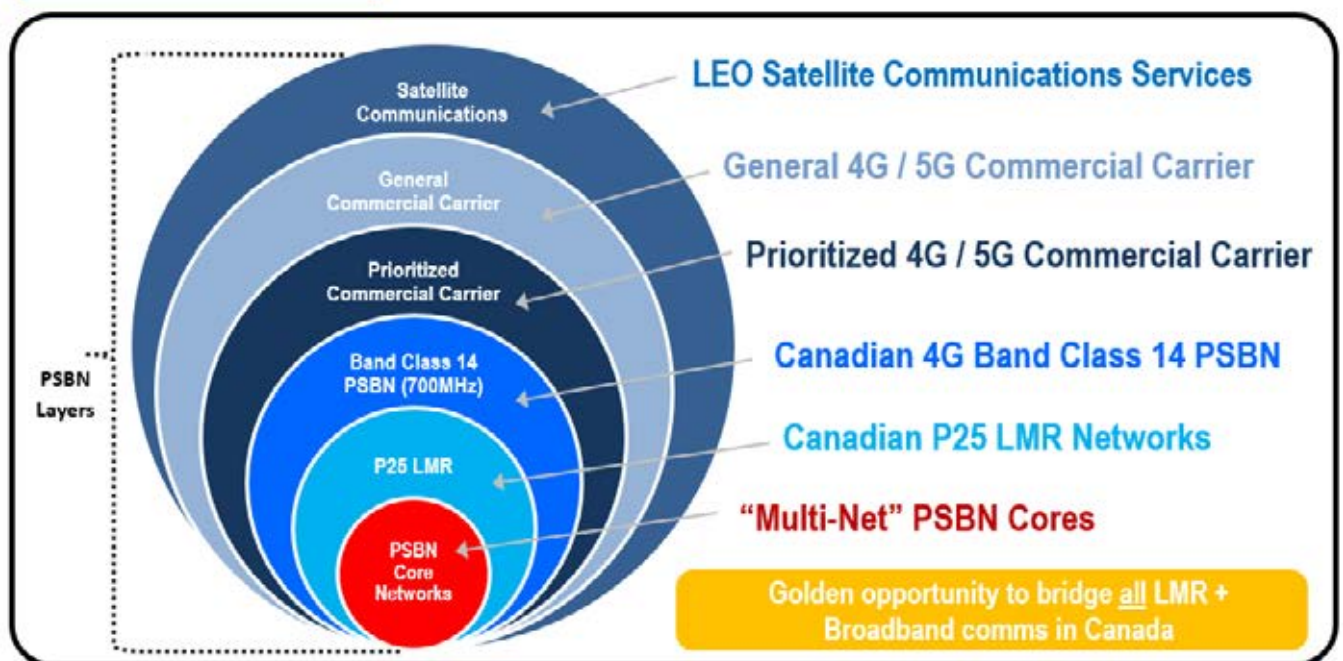 Satellite
Communications
LEO Satellite Communications Services
General
Commercial Carrier
General 4G / 5G Commercial Carrier
Prioritized
Commercial Carrier
Prioritized 4G / 5G Commercial Carrier
Band Class 14
PSBN (700MHz)
Canadian 4G Band Class 14 PSBN
PSBN
Layers
P25 LMR
Canadian P25 LMR Networks
PSBN
Core
Networks
“Multi-Net” PSBN Cores
Golden opportunity to bridge all LMR +
Broadband comms in Canada